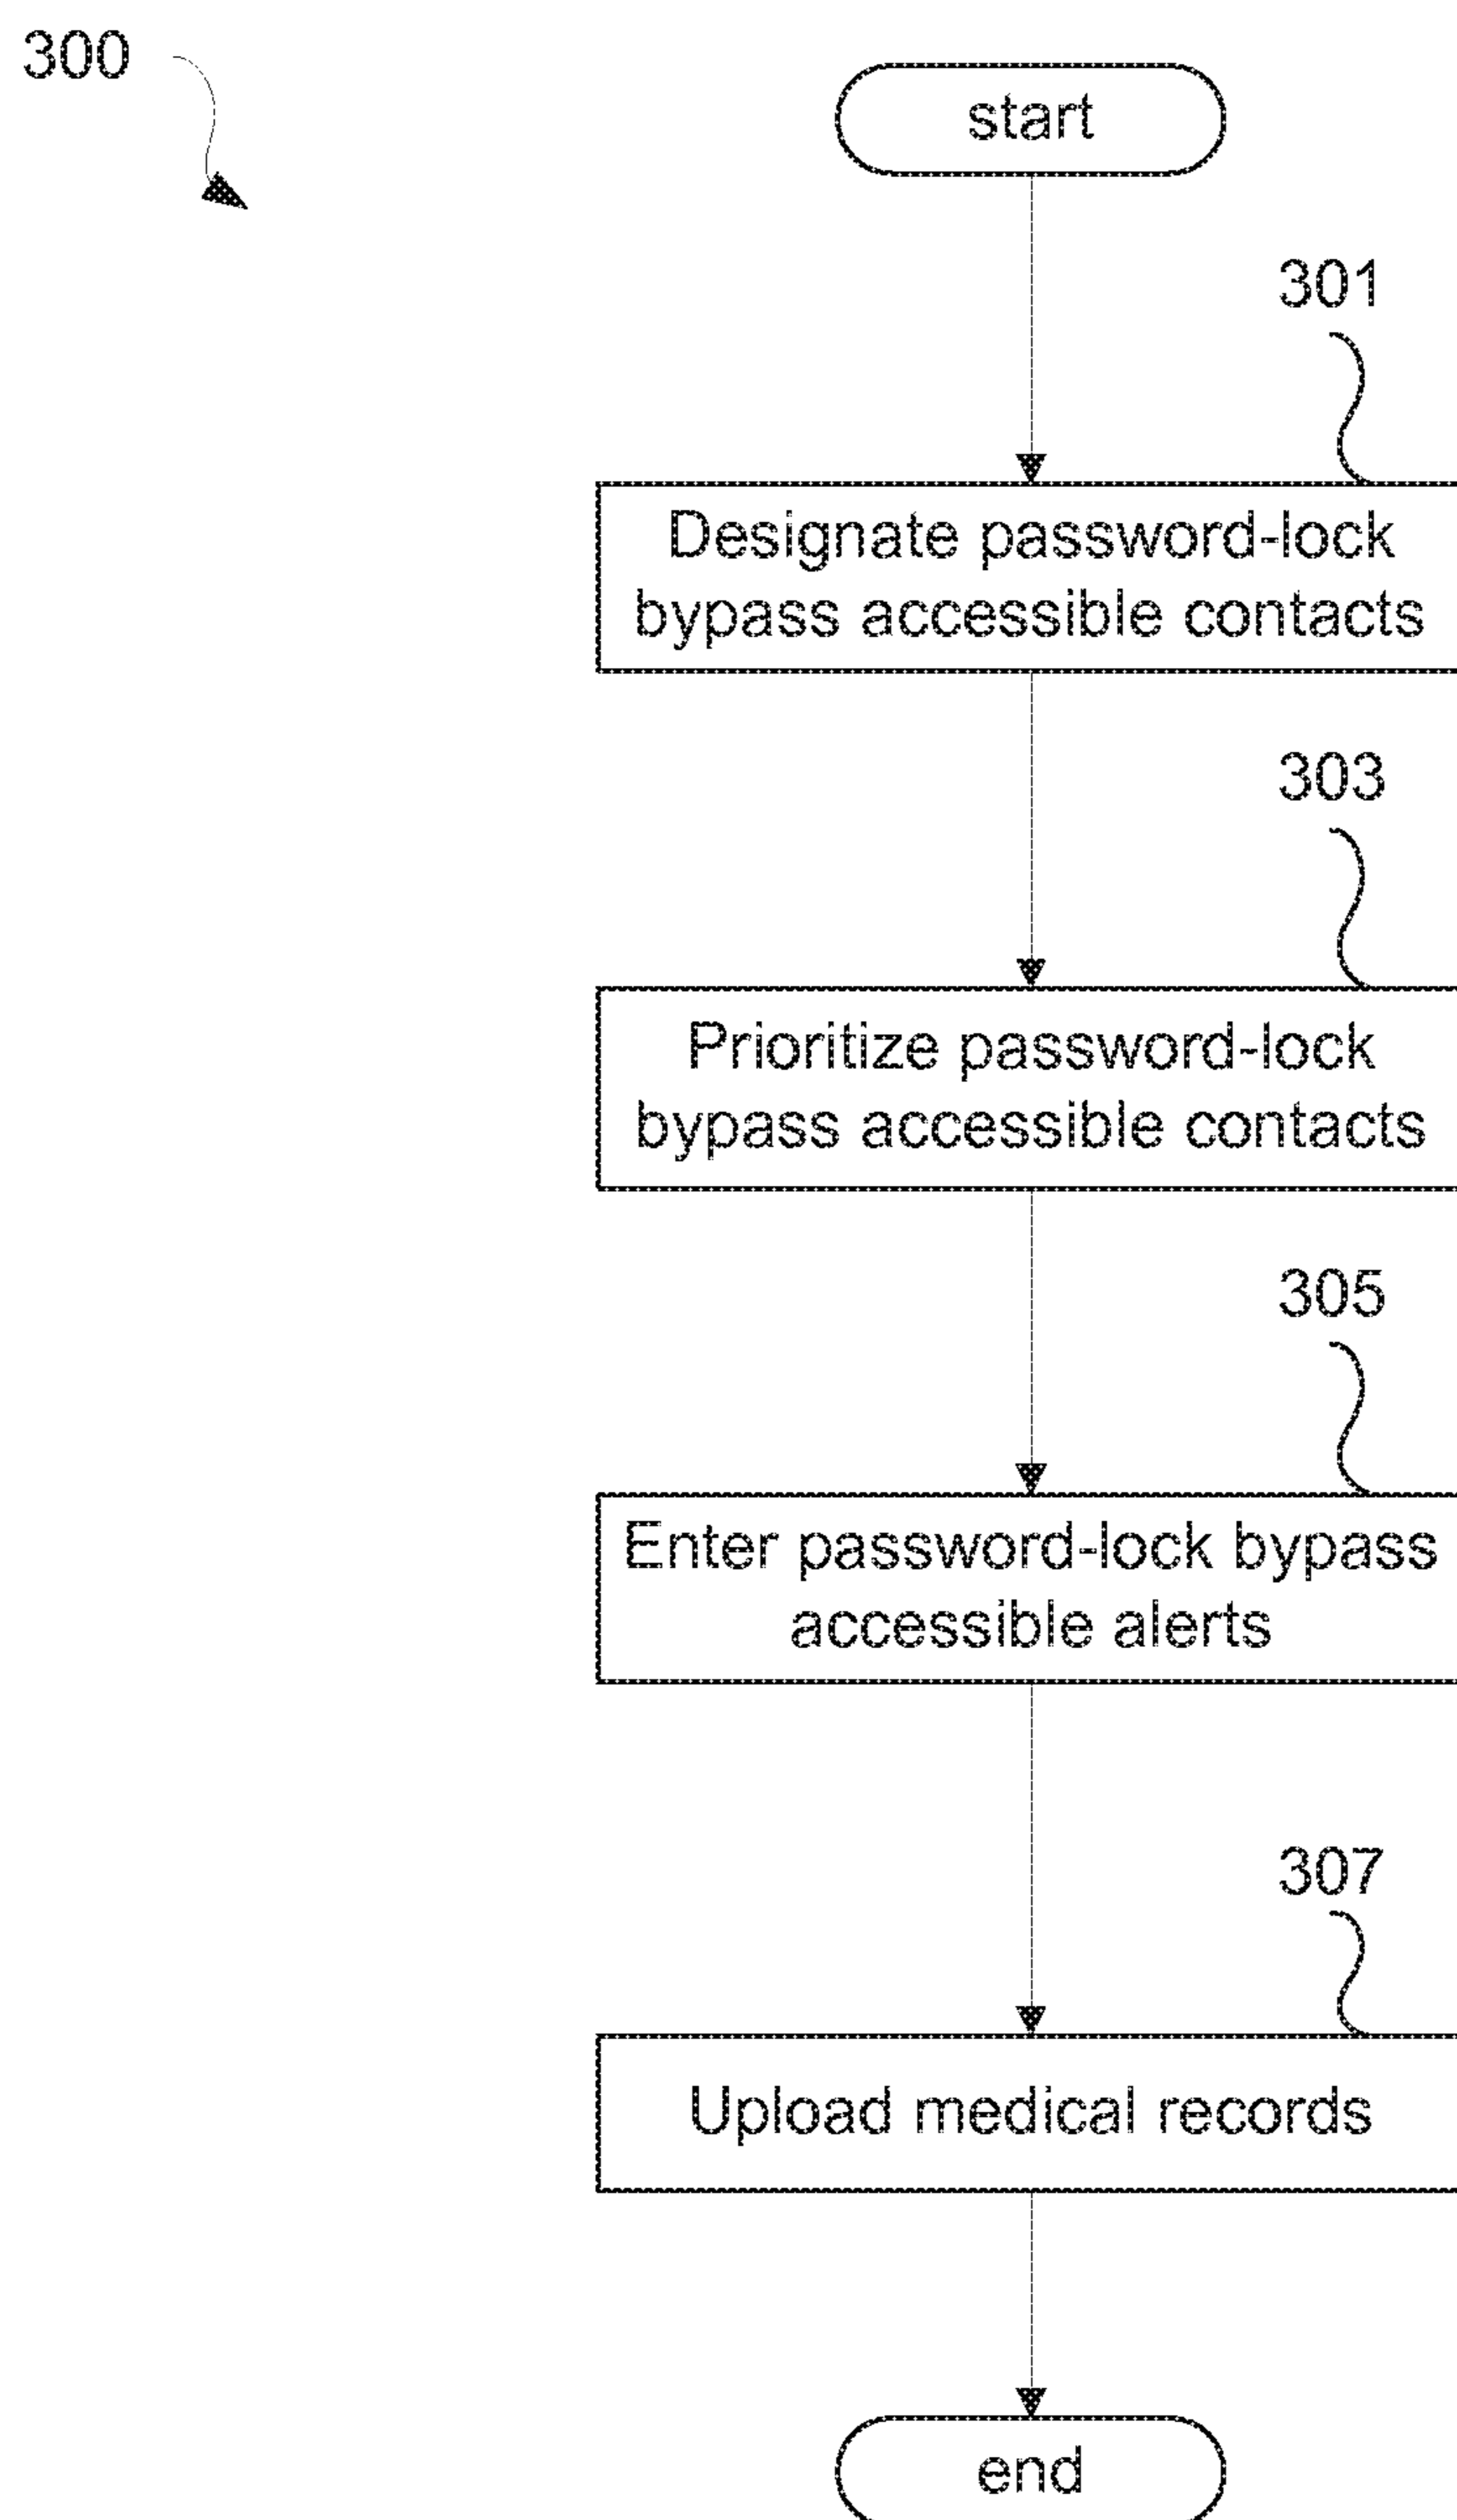 300
start
301
Designate password-lock
bypass accessible contacts
303
Prioritize password-lock
bypass accessible contacts
305
Enter password-lock bypass
accessible alerts
307
Upload medical records
end